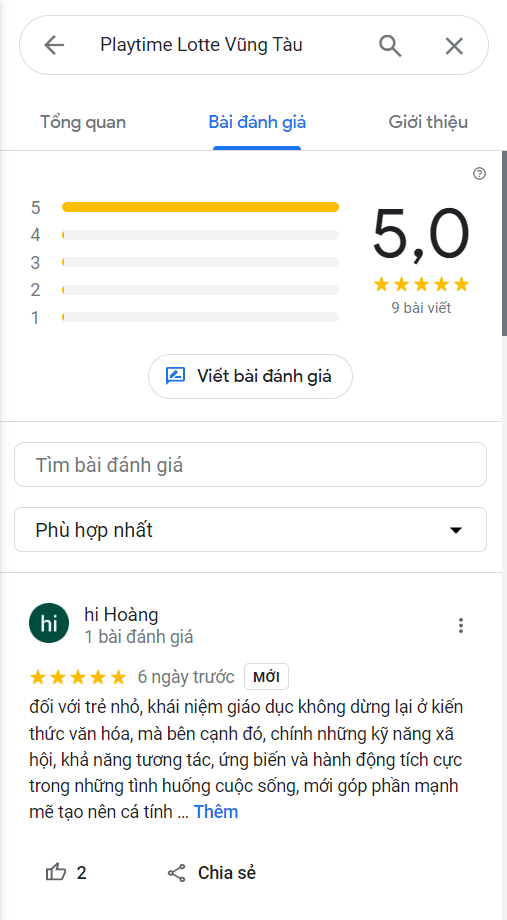 Playtime Lotte Vũng Tàu
Tổng quan
Bài đánh giá
Giới thiệu
5
4
3
2
1
5,0
9 bài viết
Viết bài đánh giá
Tìm bài đánh giá
Phù hợp nhất
hi
hi Hoàng
1 bài đánh giá
6 ngày trước MỚI
đối với trẻ nhỏ, khái niệm giáo dục không dừng lại ở kiến
thức văn hóa, mà bên cạnh đó, chính những kỹ năng xã
hội, khả năng tương tác, ứng biến và hành động tích cực
trong những tình huống cuộc sống, mới góp phần mạnh
mẽ tạo nên cá tính … Thêm
2
Chia sẻ